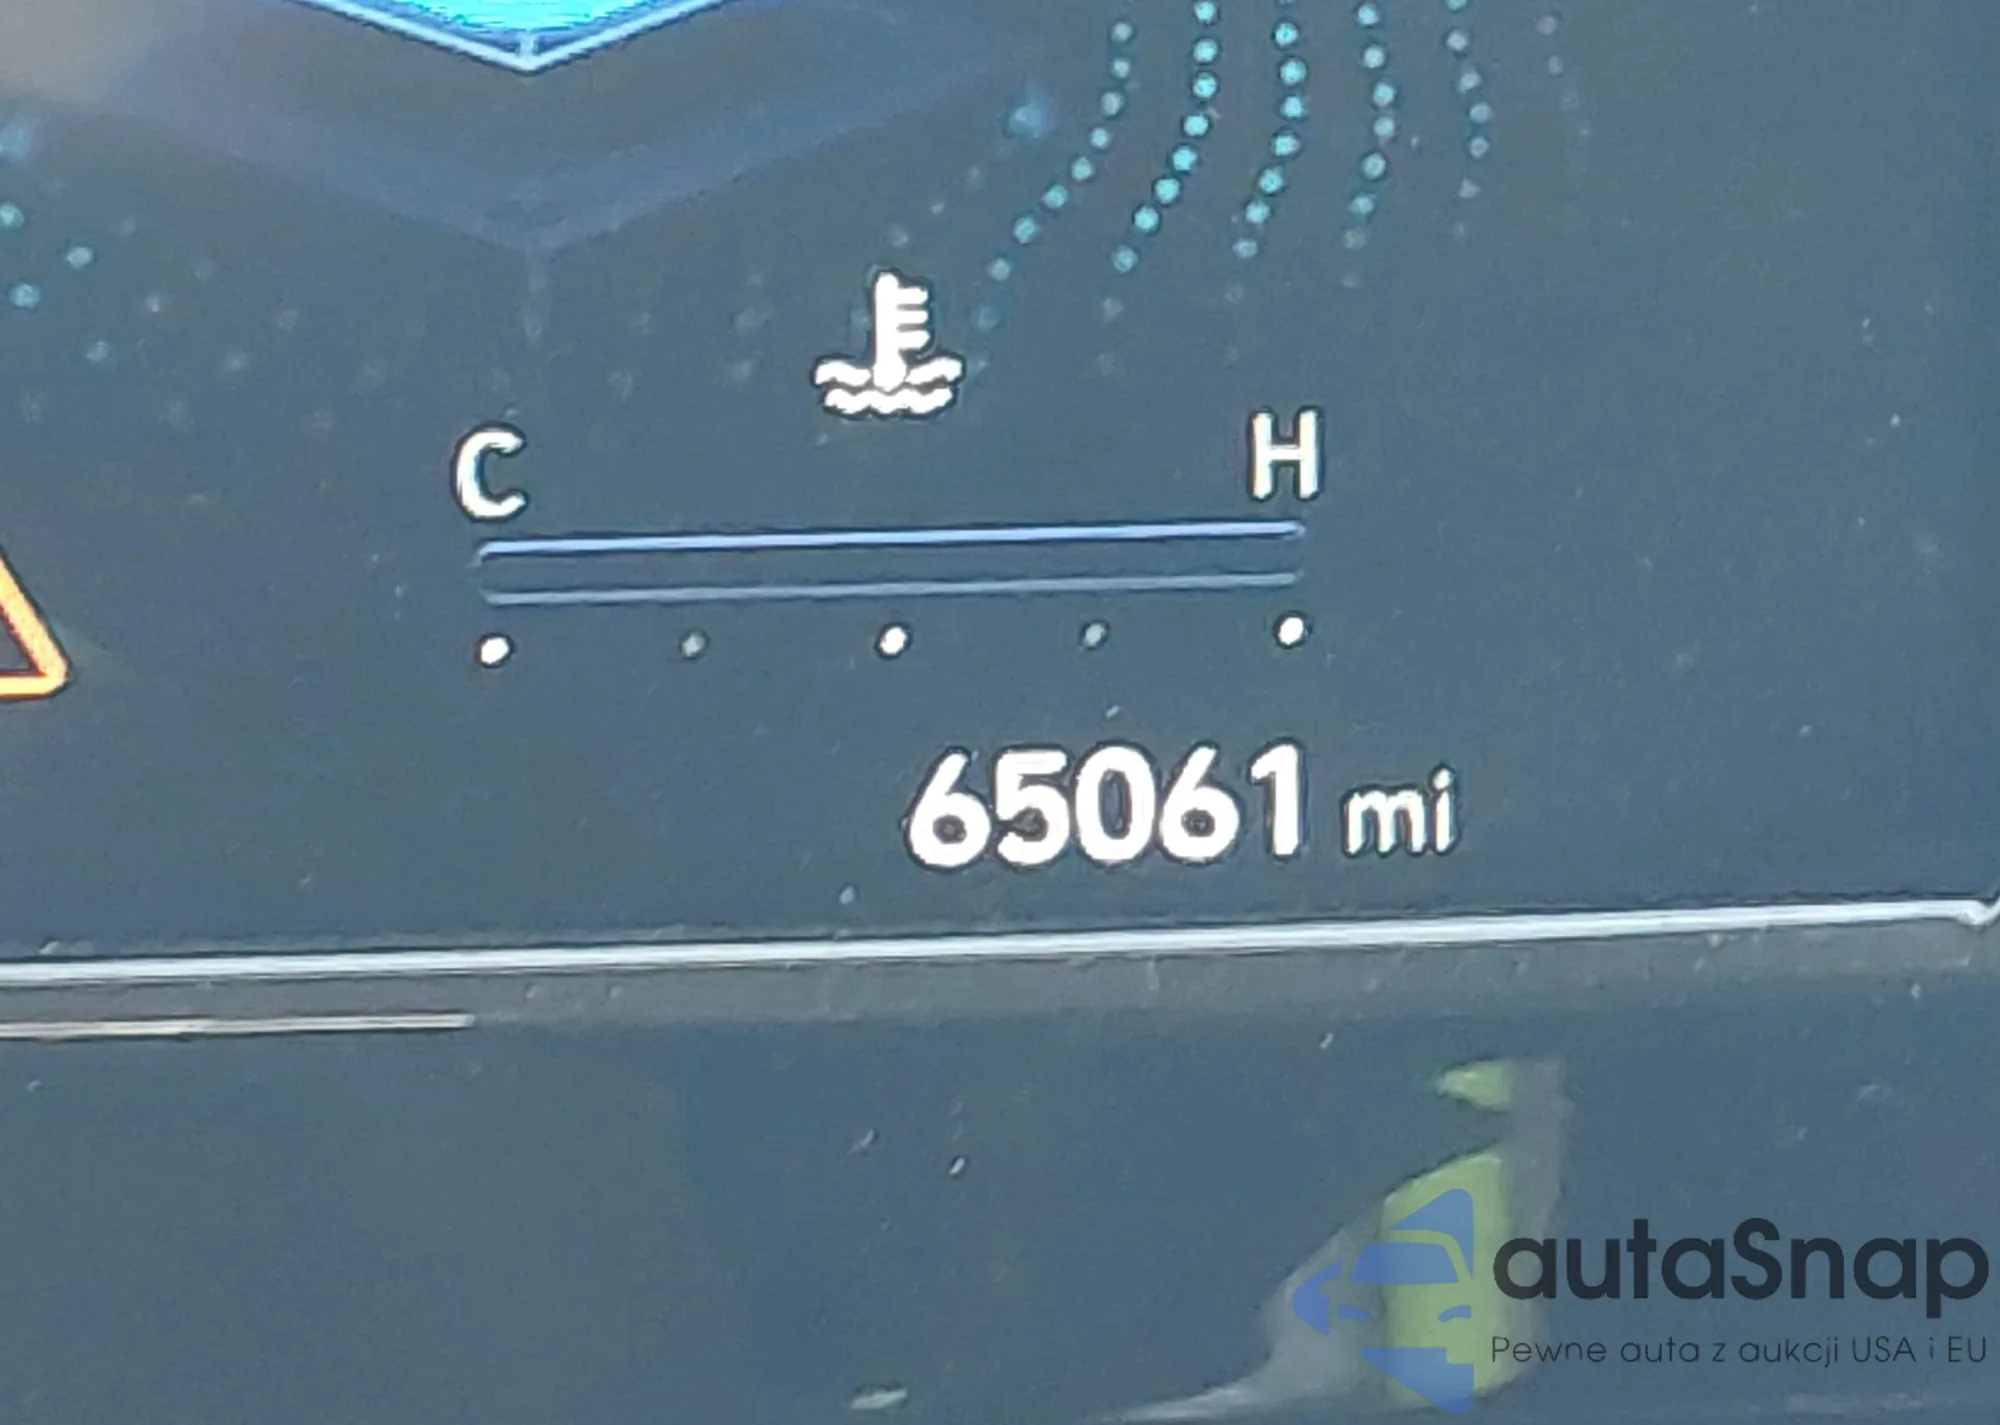 C H
65061 mi
autaSnap
Pewne auta z aukcji USA i EU